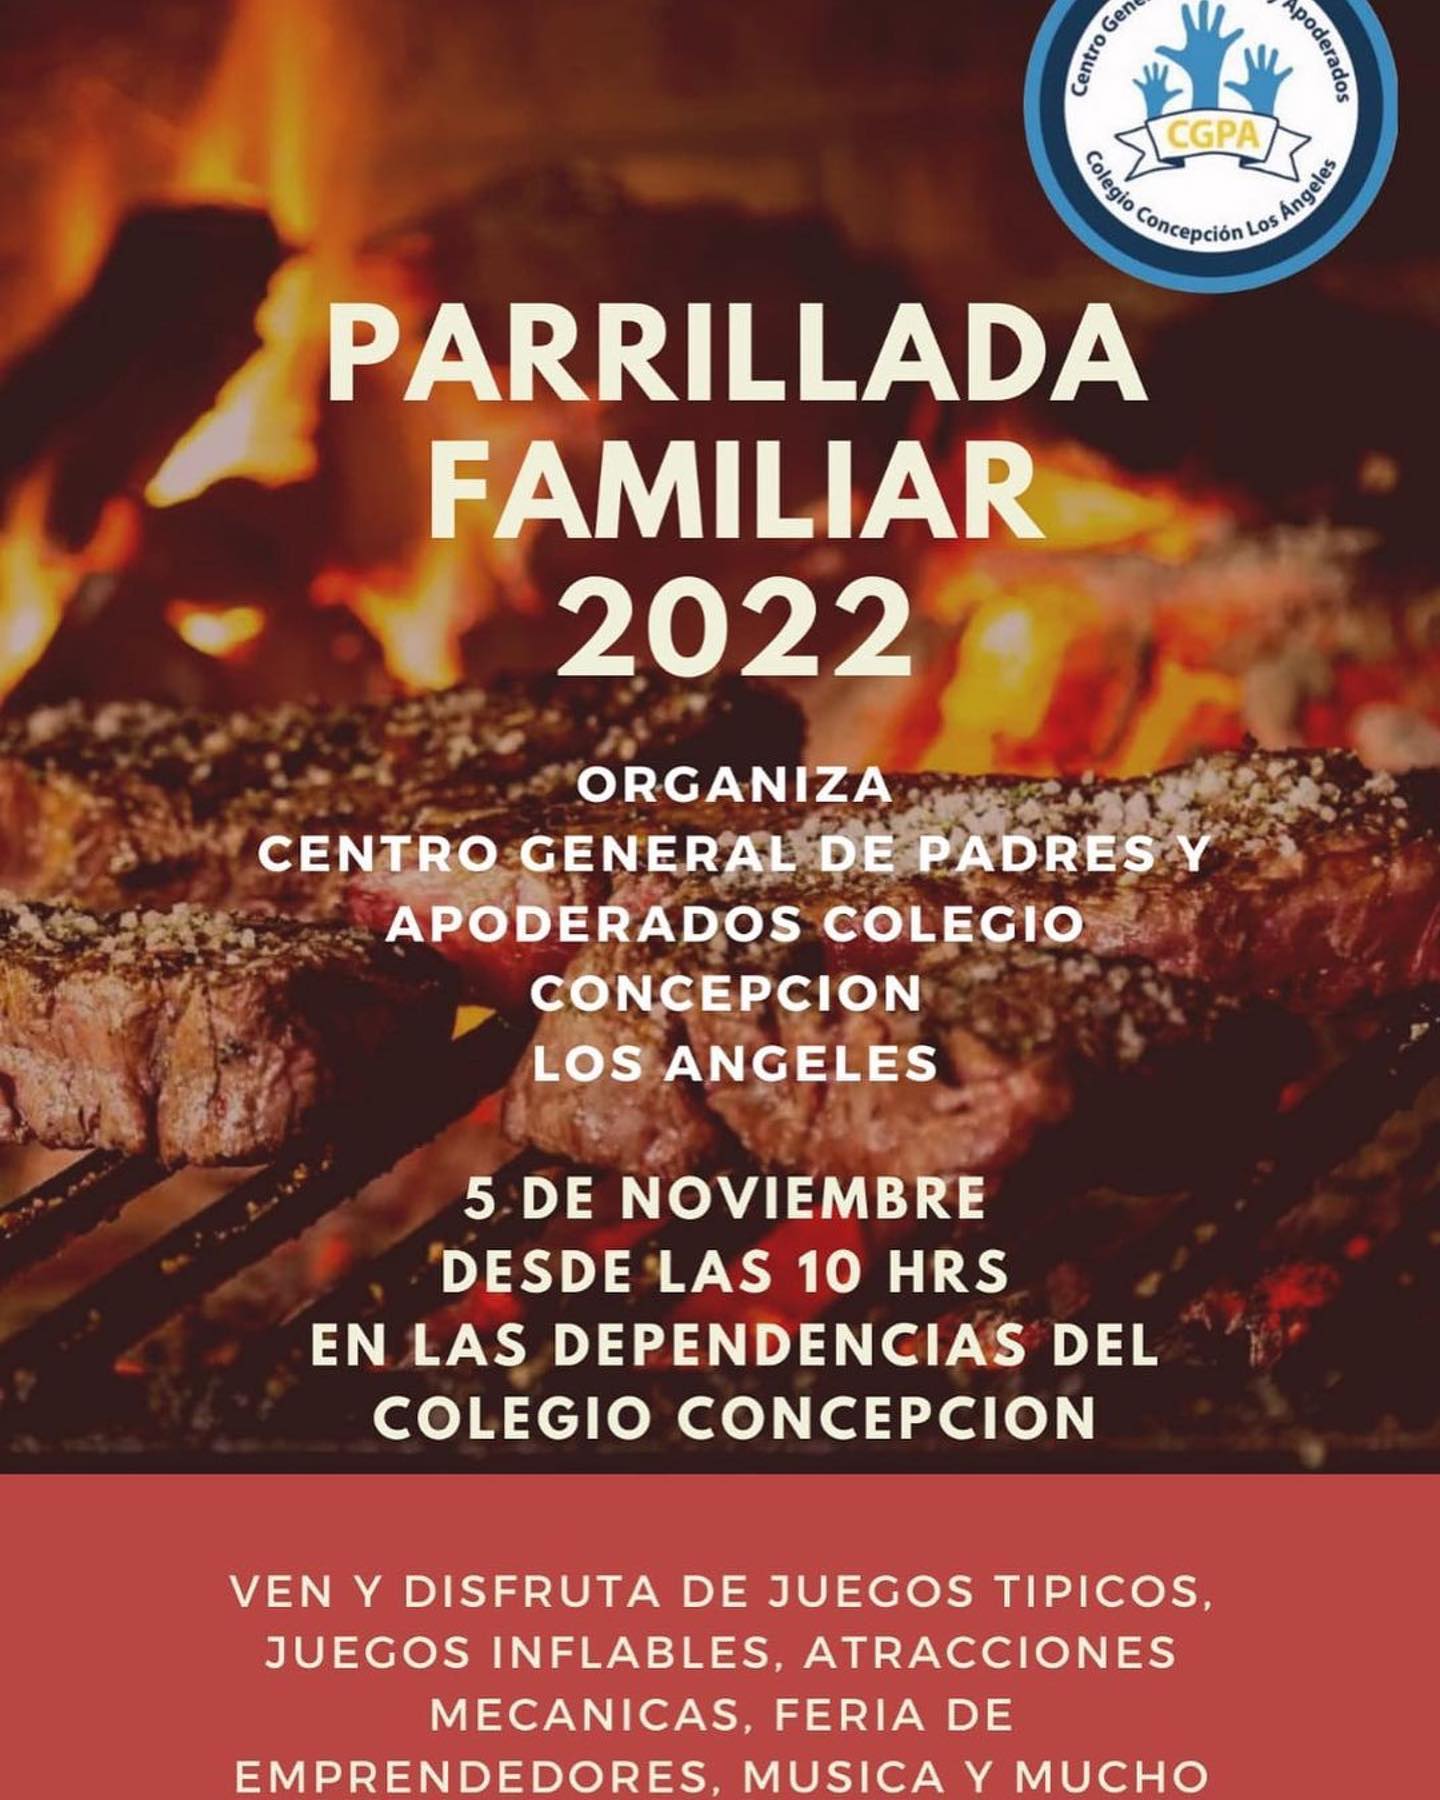 Centro Gene
y Apoderados
CGPA
Colegio Concepción Los Ángeles
PARRILLADA
FAMILIAR
2022
ORGANIZA
CENTRO GENERAL DE PADRES Y
APODERADOS COLEGIO
CONCEPCION
LOS ANGELES
5 DE NOVIEMBRE
DESDE LAS 10 HRS
EN LAS DEPENDENCIAS DEL
COLEGIO CONCEPCION
VEN Y DISFRUTA DE JUEGOS TIPICOS,
JUEGOS INFLABLES, ATRACCIONES
MECANICAS, FERIA DE
EMPRENDEDORES, MUSICA Y MUCHO